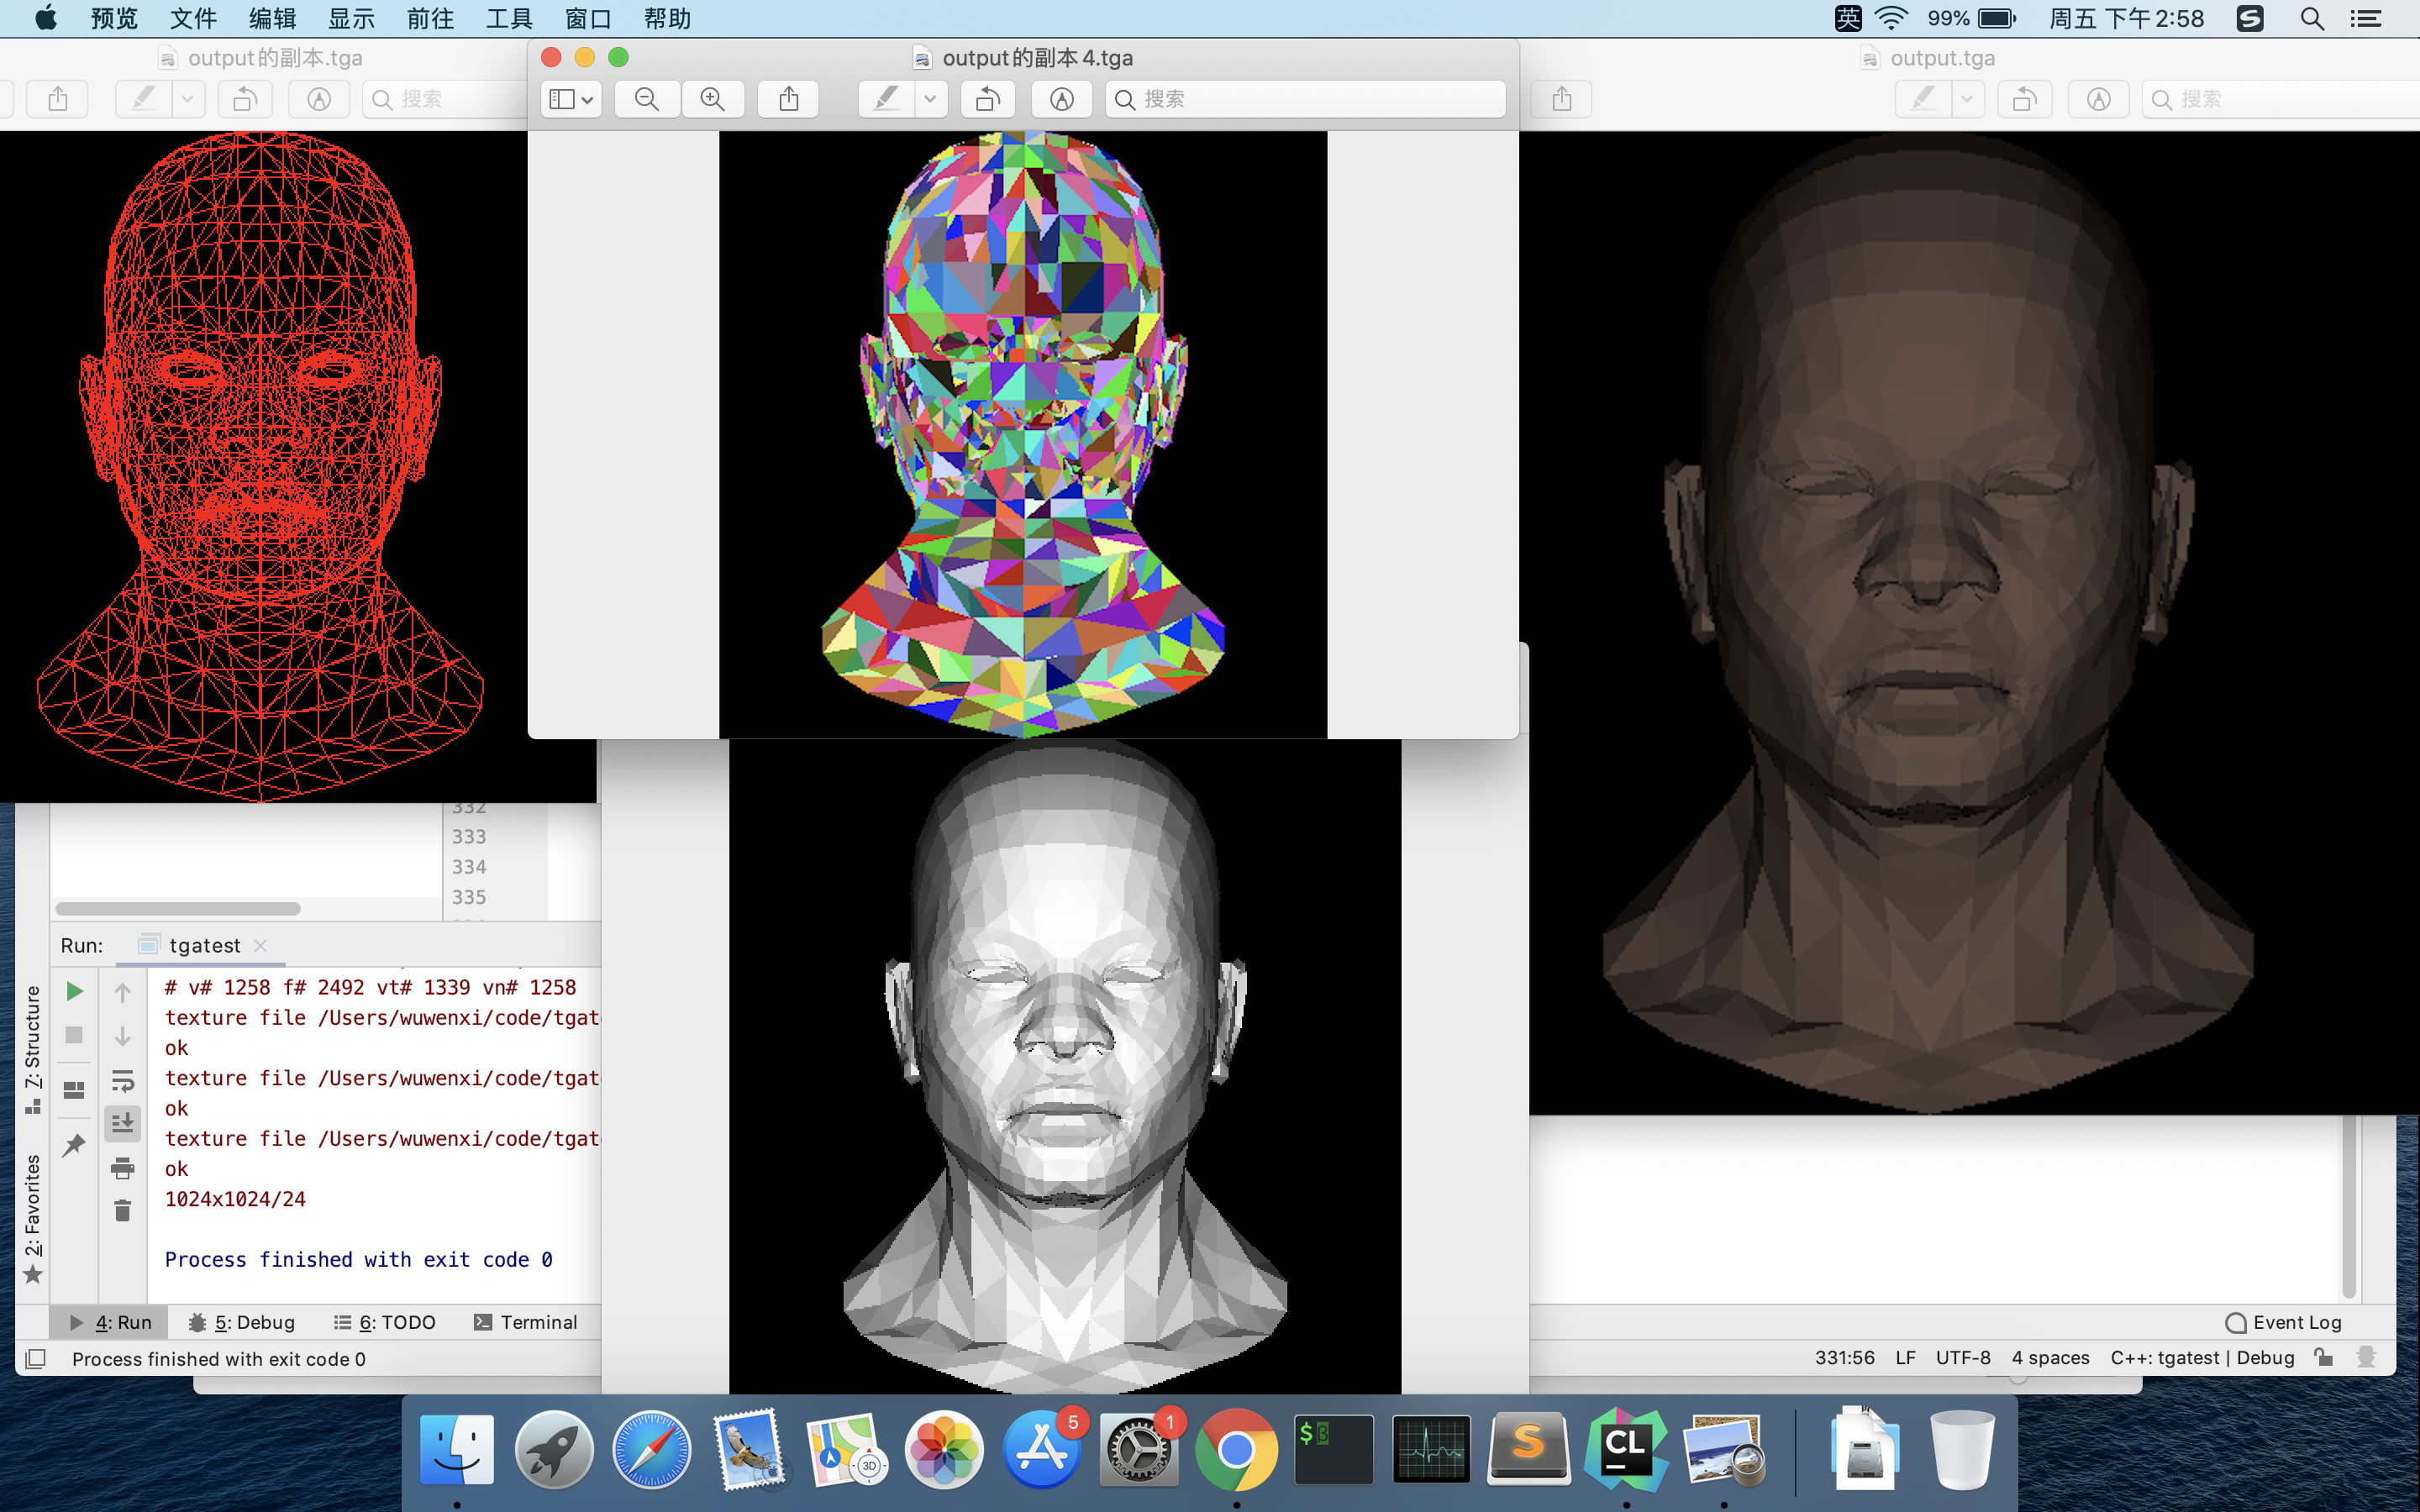 预览 文件 编辑 显示 前往 工具 窗口 帮助 英 99% 周五 下午2:58
output的副本.tga
搜索
output的副本 4.tga
搜索
output.tga
搜索
332
333
334
335
Run: tgatest
# v# 1258 f# 2492 vt# 1339 vn# 1258
texture file /Users/wuwenxi/code/tgat
ok
texture file /Users/wuwenxi/code/tgat
ok
texture file /Users/wuwenxi/code/tgat
ok
1024x1024/24
Process finished with exit code 0
7: Structure
2: Favorites
4: Run 5: Debug 6: TODO Terminal Event Log
Process finished with exit code 0 331:56 LF UTF-8 4 spaces C++: tgatest | Debug
3D 5 1 $ S CL